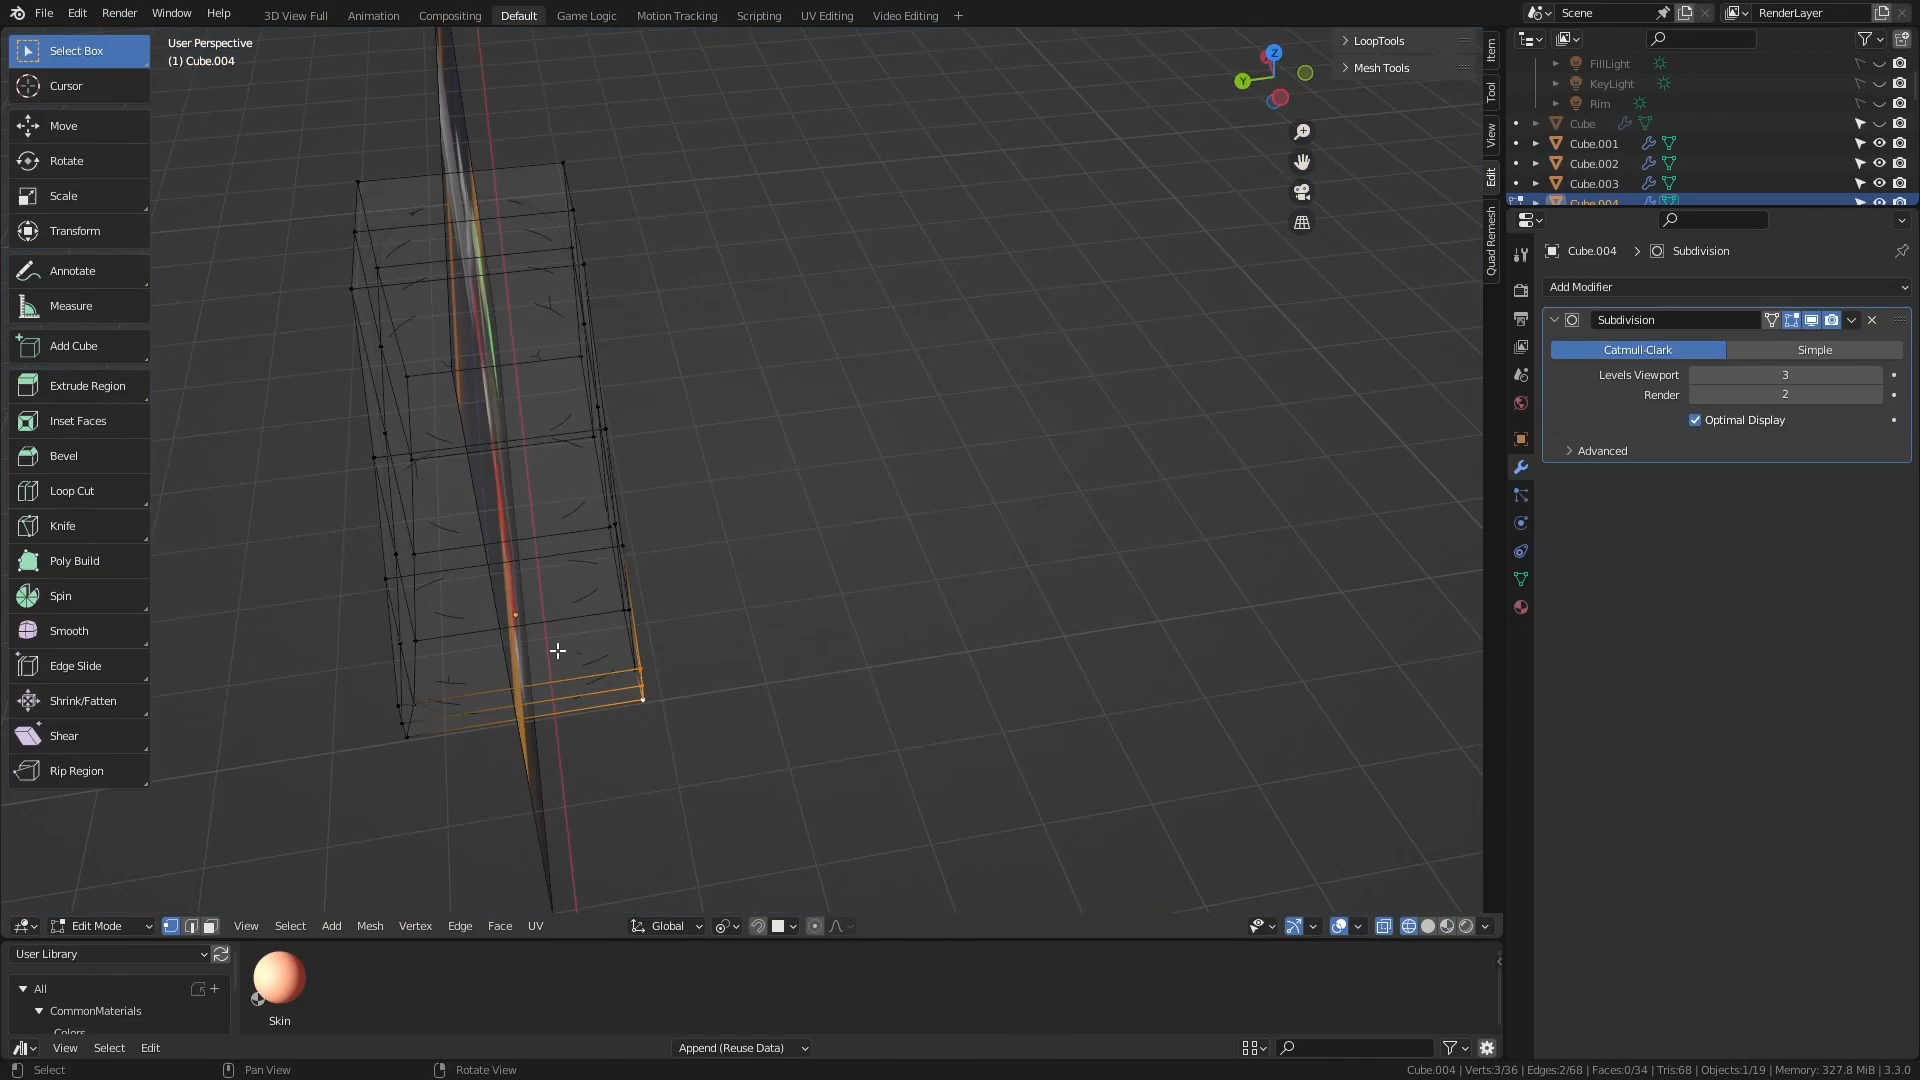 File Edit Render Window Help
3D View Full Animation Compositing Default Game Logic Motion Tracking Scripting UV Editing Video Editing +
Scene
RenderLayer
Select Box
Cursor
Move
Rotate
Scale
Transform
Annotate
Measure
Add Cube
Extrude Region
Inset Faces
Bevel
Loop Cut
Knife
Poly Build
Spin
Smooth
Edge Slide
Shrink/Fatten
Shear
Rip Region
User Perspective
(1) Cube.004
LoopTools
Mesh Tools
Z
Y
Item
Tool
View
Edit
Quad Remesh
FillLight
KeyLight
Rim
Cube
Cube.001
Cube.002
Cube.003
Cube.004
Cube.004 > Subdivision
Add Modifier
Subdivision
Catmull-Clark Simple
Levels Viewport 3
Render 2
Optimal Display
Advanced
Edit Mode View Select Add Mesh Vertex Edge Face UV Global
User Library
All
CommonMaterials
Colors
Skin
View Select Edit Append (Reuse Data)
Select Pan View Rotate View
Cube.004 | Verts:3/36 | Edges:2/68 | Faces:0/34 | Tris:68 | Objects:1/19 | Memory: 327.8 MiB | 3.3.0